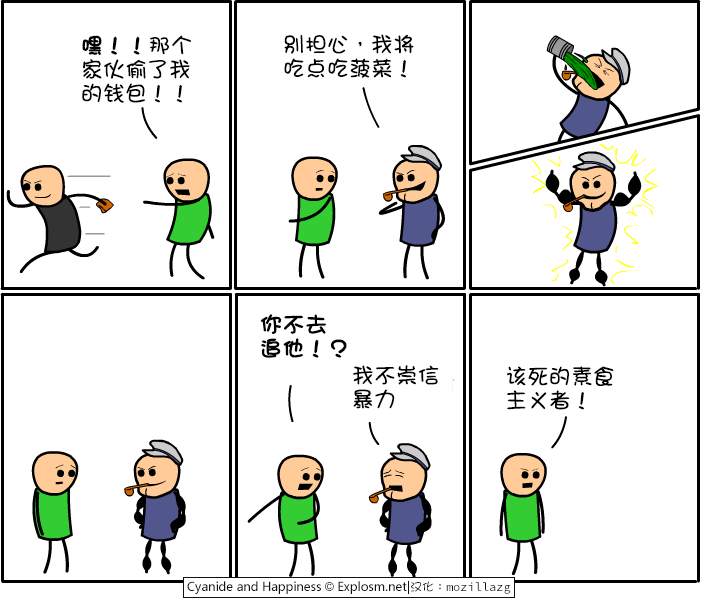 嘿！！那个
家伙偷了我
的钱包！！
别担心，我将
吃点吃菠菜！
你不去
追他！？
我不崇信
暴力
该死的素食
主义者！
Cyanide and Happiness © Explosm.net|汉化：mozillazg